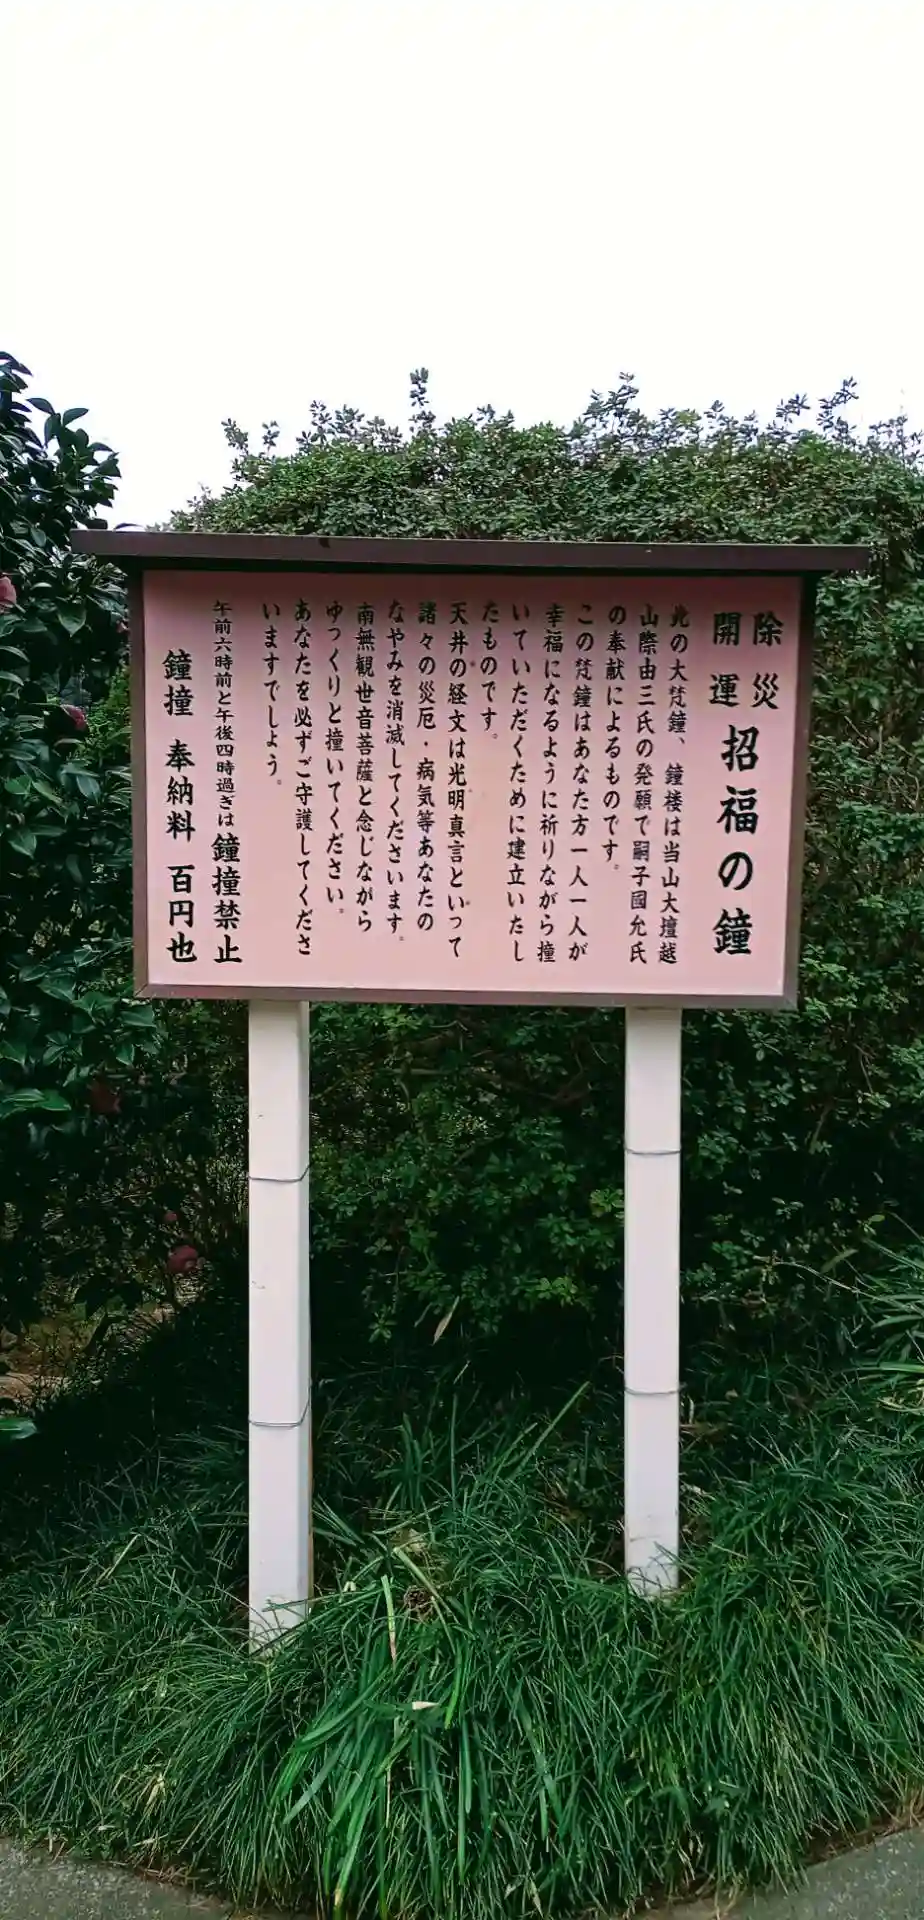 除災
開運
招福の鐘
此の大梵鐘、鐘楼は当山大壇越
山際由三氏の発願で嗣子國允氏
の奉献によるものです。
この梵鐘はあなた方一人一人が
幸福になるように祈りながら撞
いていただくために建立いたし
たものです。
天井の経文は光明真言といって
諸々の災厄・病気等あなたの
なやみを消滅してくださいます。
南無観世音菩薩と念じながら
ゆっくりと撞いてください。
あなたを必ずご守護してくださ
いますでしょう。
午前六時前と午後四時過ぎは鐘撞禁止
鐘撞 奉納料 百円也